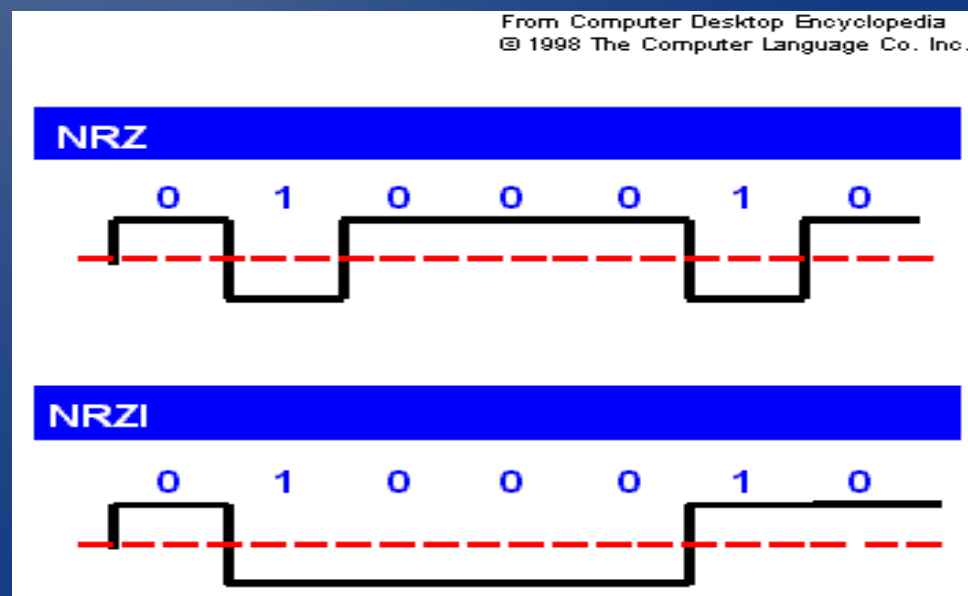 From Computer Desktop Encyclopedia
© 1998 The Computer Language Co. Inc.
NRZ
0 1 0 0 0 1 0
NRZI
0 1 0 0 0 1 0